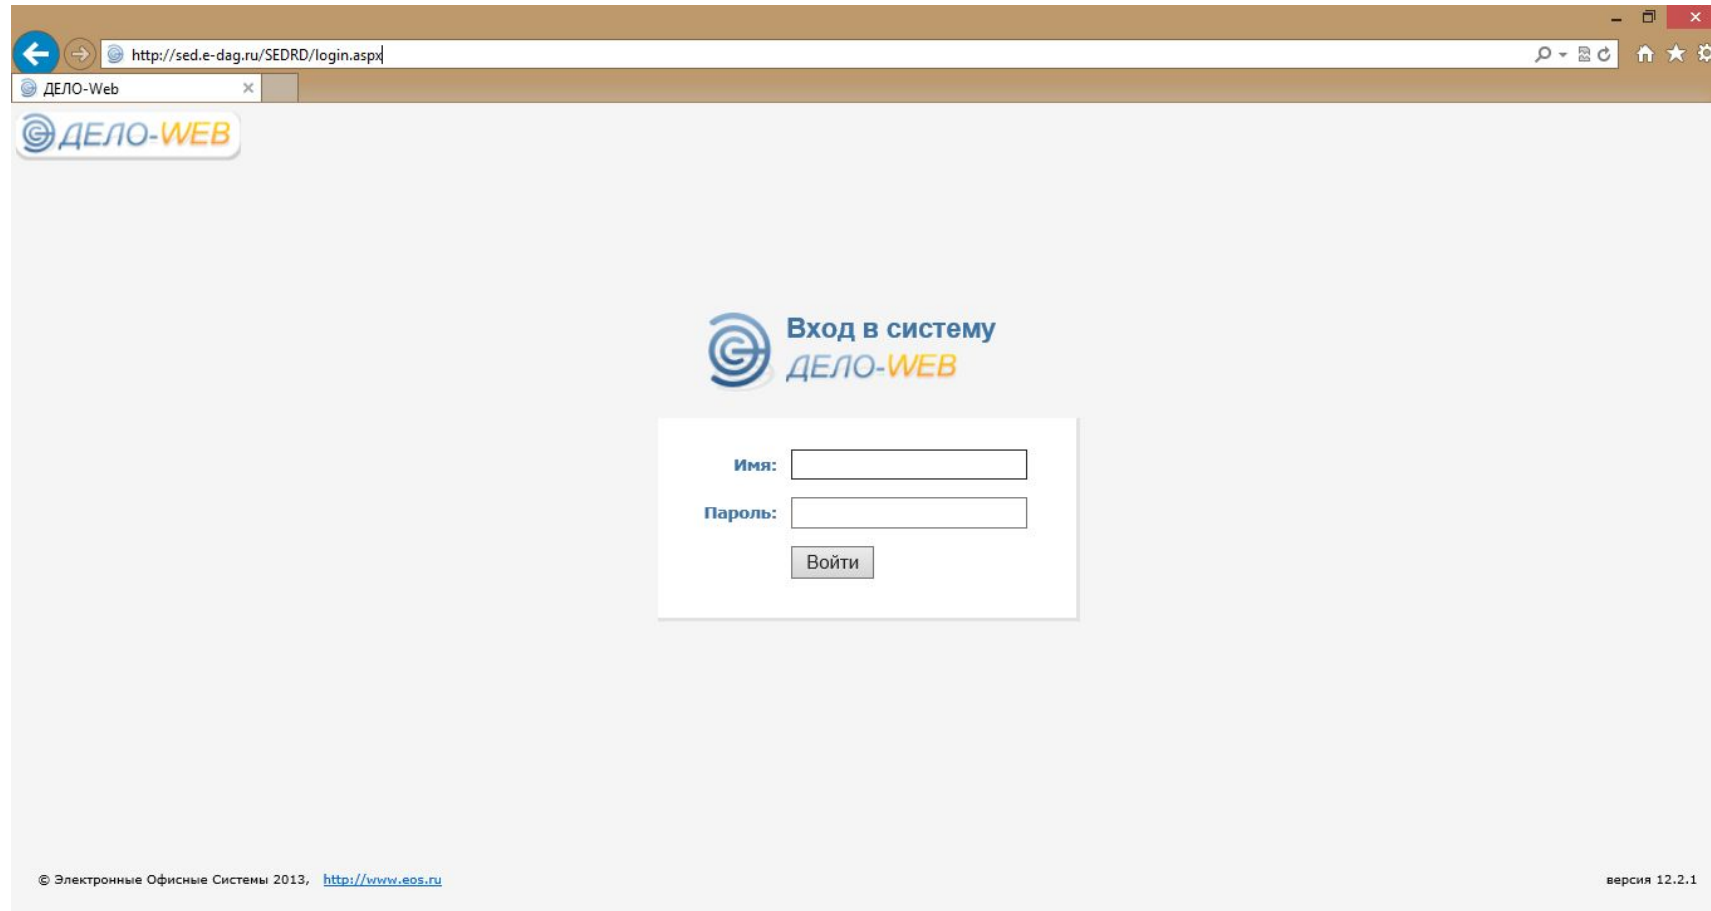 http://sed.e-dag.ru/SEDRD/login.aspx
ДЕЛО-Web
ДЕЛО-WEB
Вход в систему
ДЕЛО-WEB
Имя:
Пароль:
Войти
© Электронные Офисные Системы 2013, http://www.eos.ru
версия 12.2.1